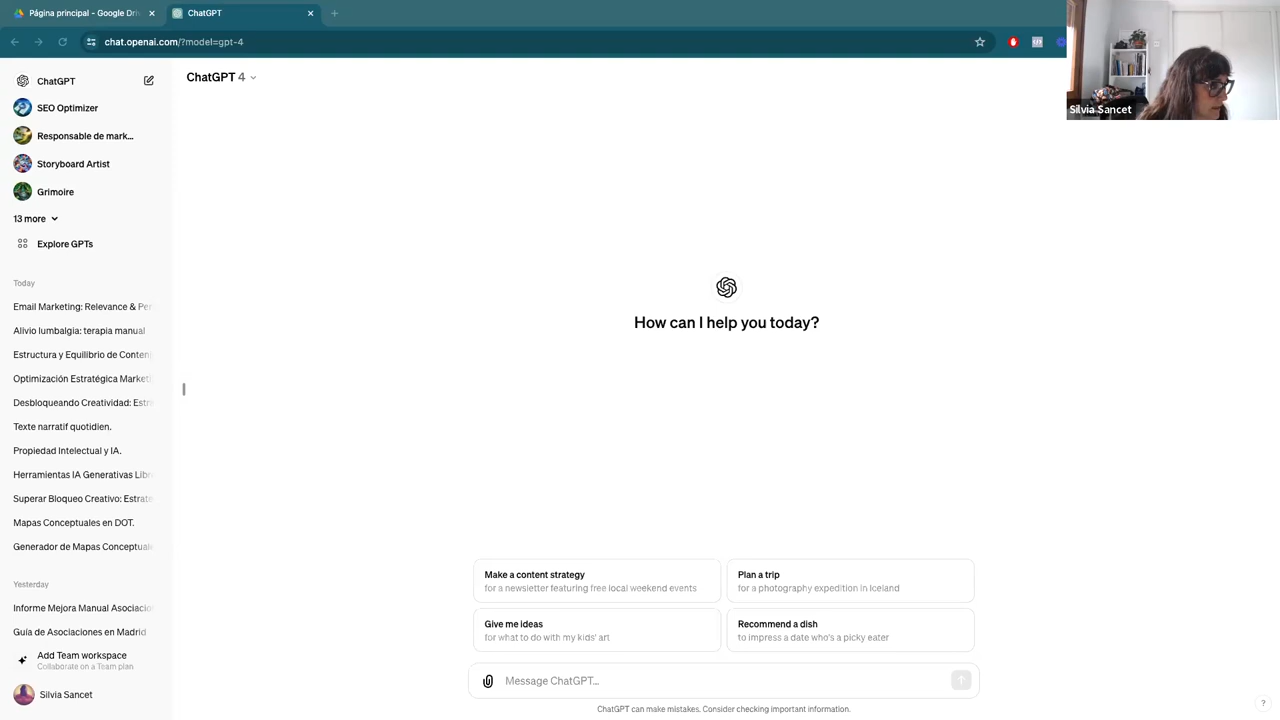 Página principal - Google Dri
ChatGPT
chat.openai.com/?model=gpt-4
Silvia Sancet
ChatGPT
ChatGPT 4
SEO Optimizer
Responsable de mark...
Storyboard Artist
Grimoire
13 more
Explore GPTs
Today
Email Marketing: Relevance & Per
Alivio lumbalgia: terapia manual
Estructura y Equilibrio de Conten
Optimización Estratégica Marketi
Desbloqueando Creatividad: Estra
Texte narratif quotidien.
Propiedad Intelectual y IA.
Herramientas IA Generativas Libr
Superar Bloqueo Creativo: Estrate
Mapas Conceptuales en DOT.
Generador de Mapas Conceptuale
Yesterday
Informe Mejora Manual Asociacio
Guía de Asociaciones en Madrid
Add Team workspace
Collaborate on a Team plan
Silvia Sancet
How can I help you today?
Make a content strategy
for a newsletter featuring free local weekend events
Plan a trip
for a photography expedition in Iceland
Give me ideas
for what to do with my kids' art
Recommend a dish
to impress a date who's a picky eater
Message ChatGPT...
ChatGPT can make mistakes. Consider checking important information.
?